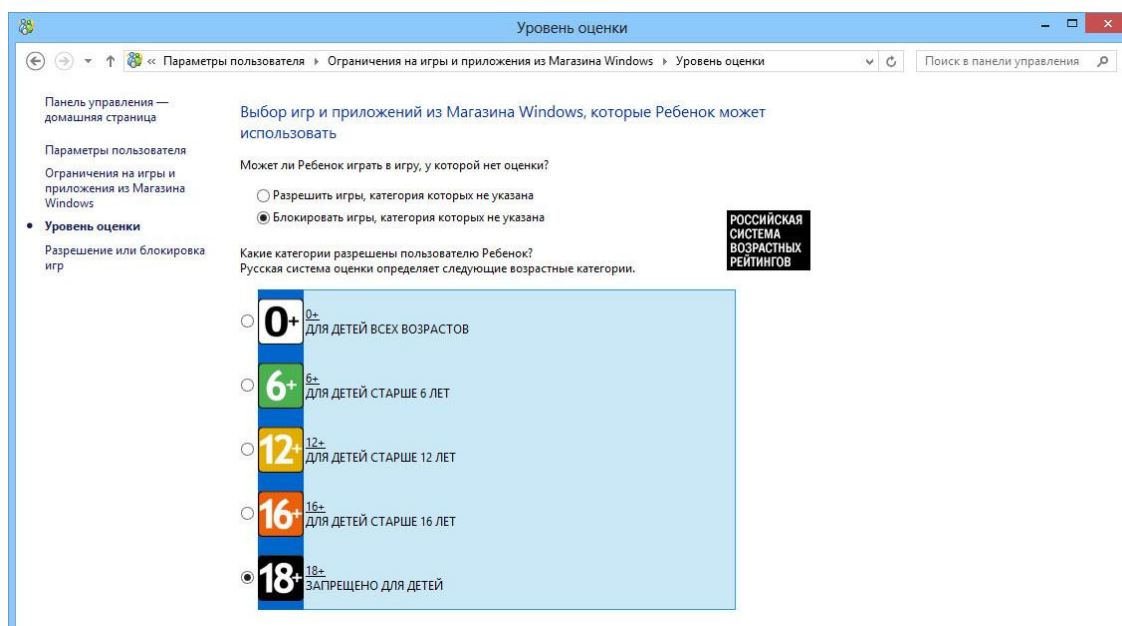 Уровень оценки
« Параметры пользователя ▸ Ограничения на игры и приложения из Магазина Windows ▸ Уровень оценки
Поиск в панели управления
Панель управления —
домашняя страница
Параметры пользователя
Ограничения на игры и
приложения из Магазина
Windows
Уровень оценки
Разрешение или блокировка
игр
Выбор игр и приложений из Магазина Windows, которые Ребенок может
использовать
Может ли Ребенок играть в игру, у которой нет оценки?
Разрешить игры, категория которых не указана
Блокировать игры, категория которых не указана
РОССИЙСКАЯ
СИСТЕМА
ВОЗРАСТНЫХ
РЕЙТИНГОВ
Какие категории разрешены пользователю Ребенок?
Русская система оценки определяет следующие возрастные категории.
0+
0+
ДЛЯ ДЕТЕЙ ВСЕХ ВОЗРАСТОВ
6+
6+
ДЛЯ ДЕТЕЙ СТАРШЕ 6 ЛЕТ
12+
12+
ДЛЯ ДЕТЕЙ СТАРШЕ 12 ЛЕТ
16+
16+
ДЛЯ ДЕТЕЙ СТАРШЕ 16 ЛЕТ
18+
18+
ЗАПРЕЩЕНО ДЛЯ ДЕТЕЙ